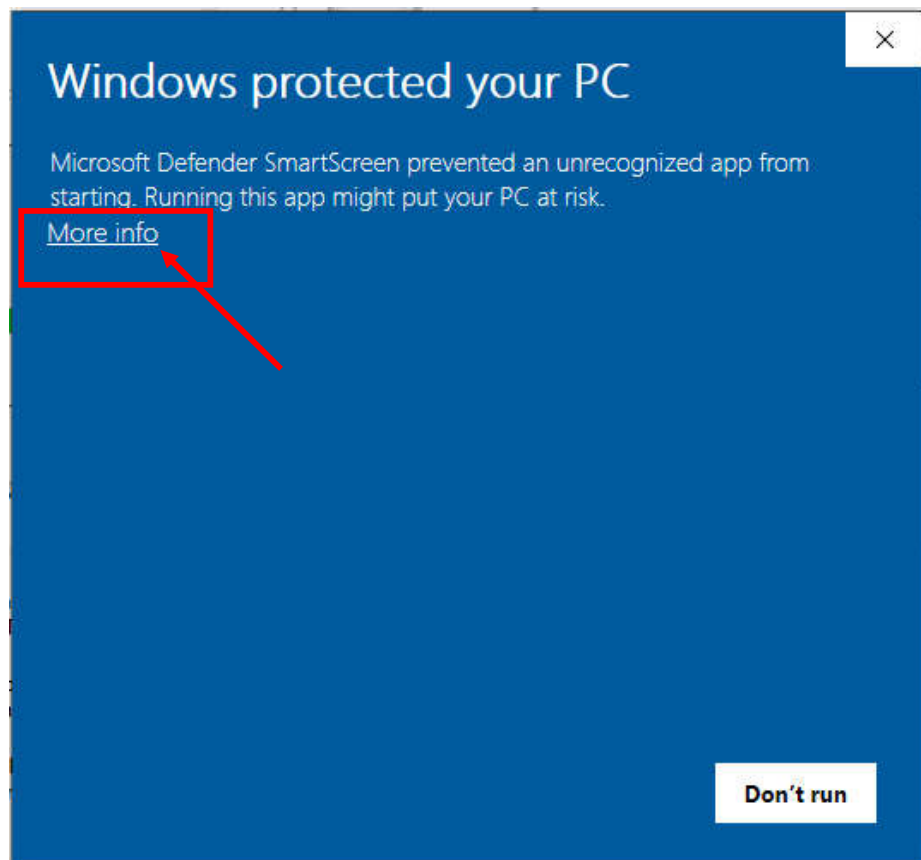 Windows protected your PC
Microsoft Defender SmartScreen prevented an unrecognized app from
starting. Running this app might put your PC at risk.
More info
Don't run